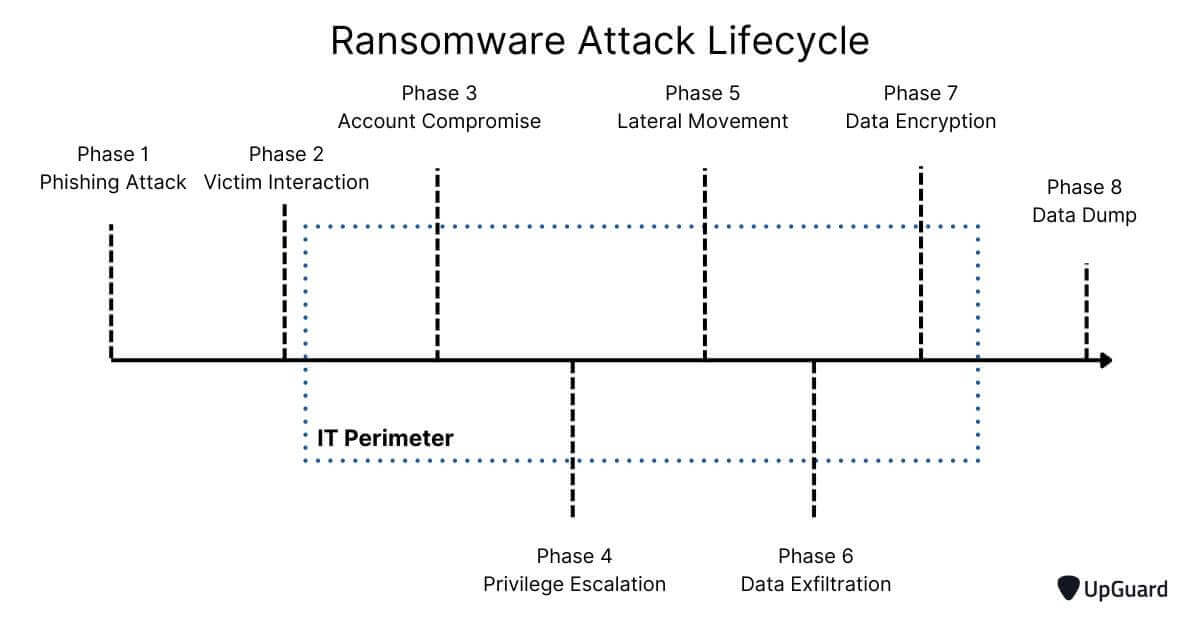 Ransomware Attack Lifecycle
Phase 1
Phishing Attack
Phase 2
Victim Interaction
Phase 3
Account Compromise
Phase 4
Privilege Escalation
Phase 5
Lateral Movement
Phase 6
Data Exfiltration
Phase 7
Data Encryption
Phase 8
Data Dump
IT Perimeter
UpGuard